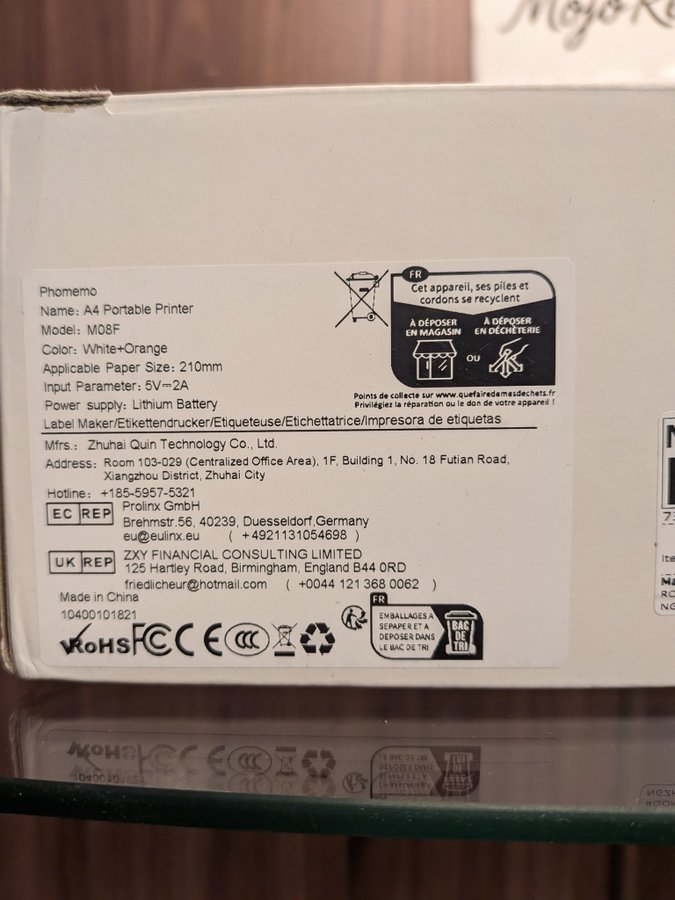 Mojo
Phomemo
Name: A4 Portable Printer
Model: M08F
Color: White+Orange
Applicable Paper Size: 210mm
Input Parameter: 5V⎓2A
Power supply: Lithium Battery
Label Maker/Etikettendrucker/Etiqueteuse/Etichettatrice/Impresora de etiquetas
FR
Cet appareil, ses piles et
cordons se recyclent
À DÉPOSER
EN MAGASIN
OU
À DÉPOSER
EN DÉCHÈTERIE
Points de collecte sur www.quefairedemesdechets.fr
Privilégiez la réparation ou le don de votre appareil !
Mfrs.: Zhuhai Quin Technology Co., Ltd.
Address: Room 103-029 (Centralized Office Area), 1F, Building 1, No. 18 Futian Road,
Xiangzhou District, Zhuhai City
Hotline: +185-5957-5321
EC REP
Prolinx GmbH
Brehmstr.56, 40239, Duesseldorf,Germany
eu@eulinx.eu ( +4921131054698 )
UK REP
ZXY FINANCIAL CONSULTING LIMITED
125 Hartley Road, Birmingham, England B44 0RD
friedlicheur@hotmail.com ( +0044 121 368 0062 )
Made in China
10400101821
RoHS FC CE CCC
FR
EMBALLAGES À
SEPAPER ET A
DÉPOSER DANS
LE BAC DE TRI
BAC
DE
TRI